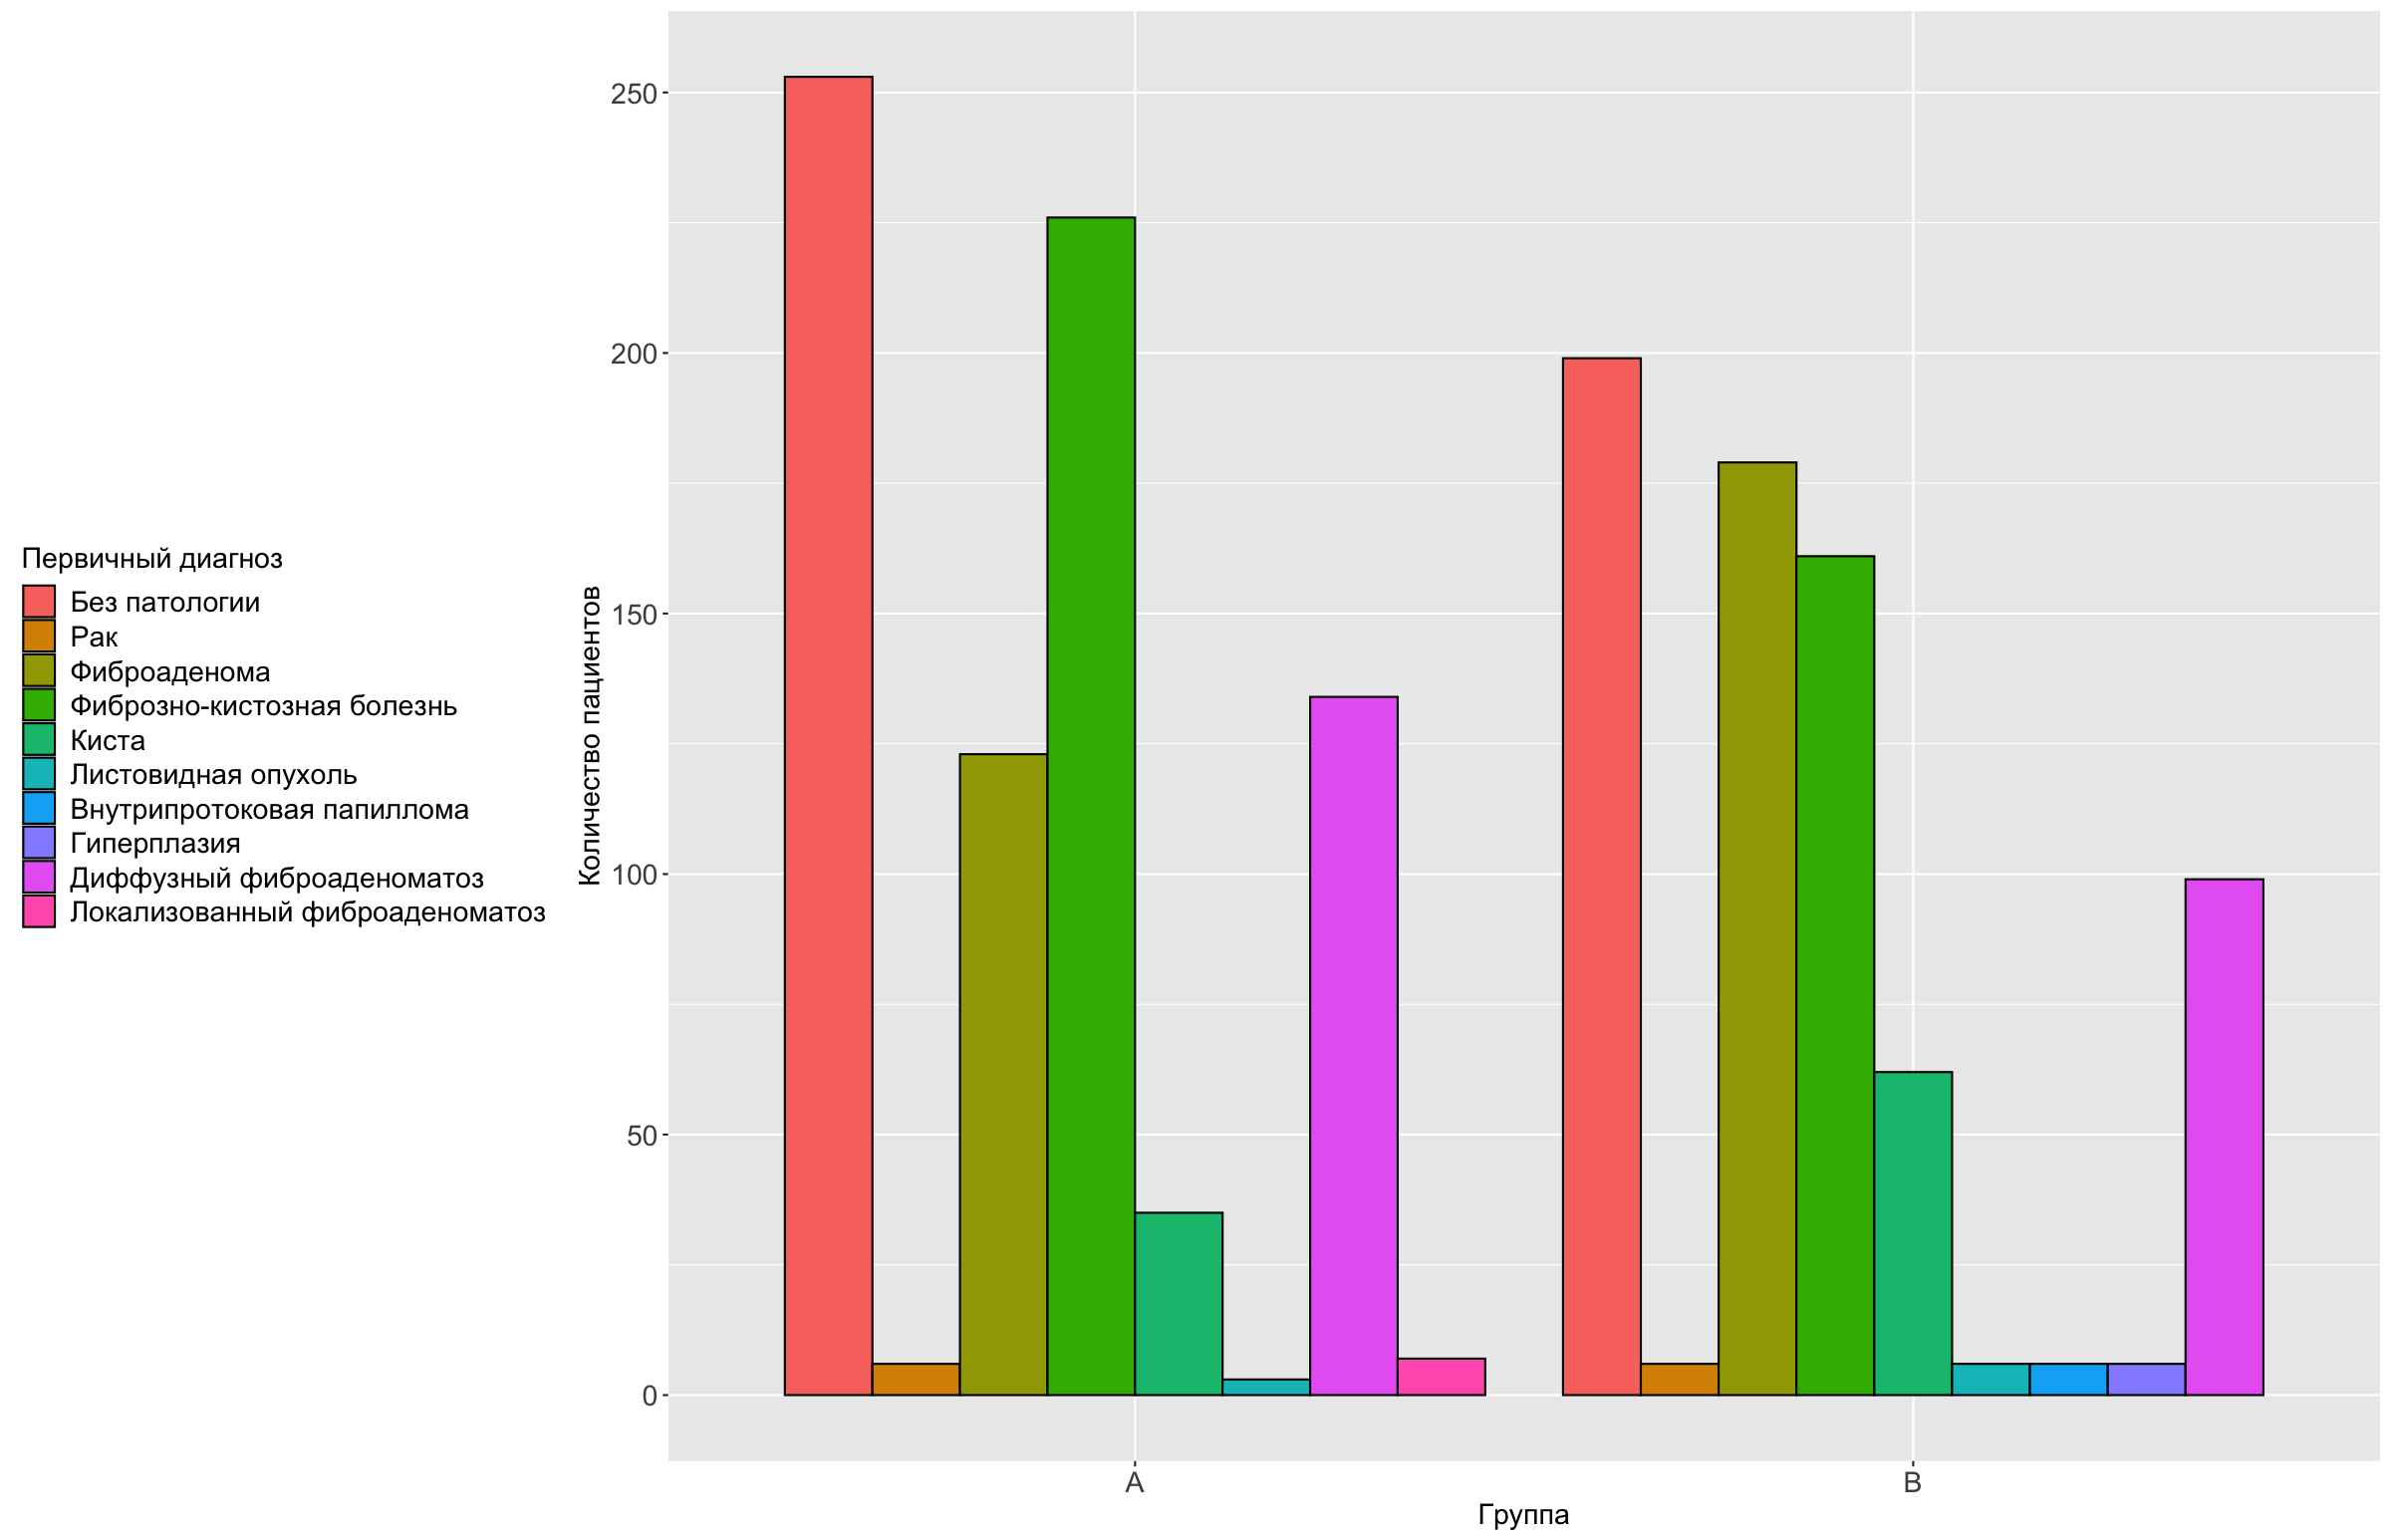 Первичный диагноз
Без патологии
Рак
Фиброаденома
Фиброзно-кистозная болезнь
Киста
Листовидная опухоль
Внутрипротоковая папиллома
Гиперплазия
Диффузный фиброаденоматоз
Локализованный фиброаденоматоз
Количество пациентов
250
200
150
100
50
0
A
B
Группа